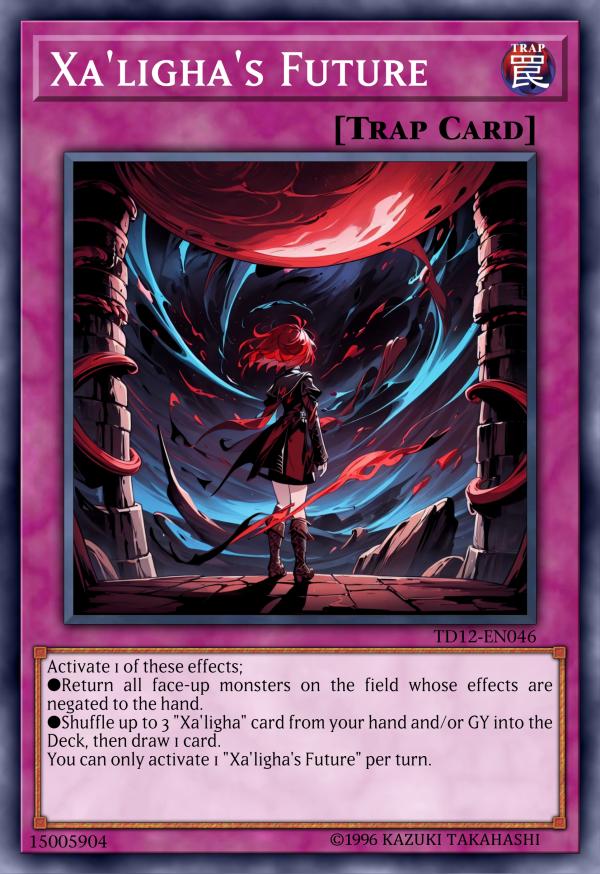 Xa'ligha's Future
TRAP
罠
[Trap Card]
TD12-EN046
Activate 1 of these effects;
●Return all face-up monsters on the field whose effects are
negated to the hand.
●Shuffle up to 3 "Xa'ligha" card from your hand and/or GY into the
Deck, then draw 1 card.
You can only activate 1 "Xa'ligha's Future" per turn.
15005904
©1996 KAZUKI TAKAHASHI